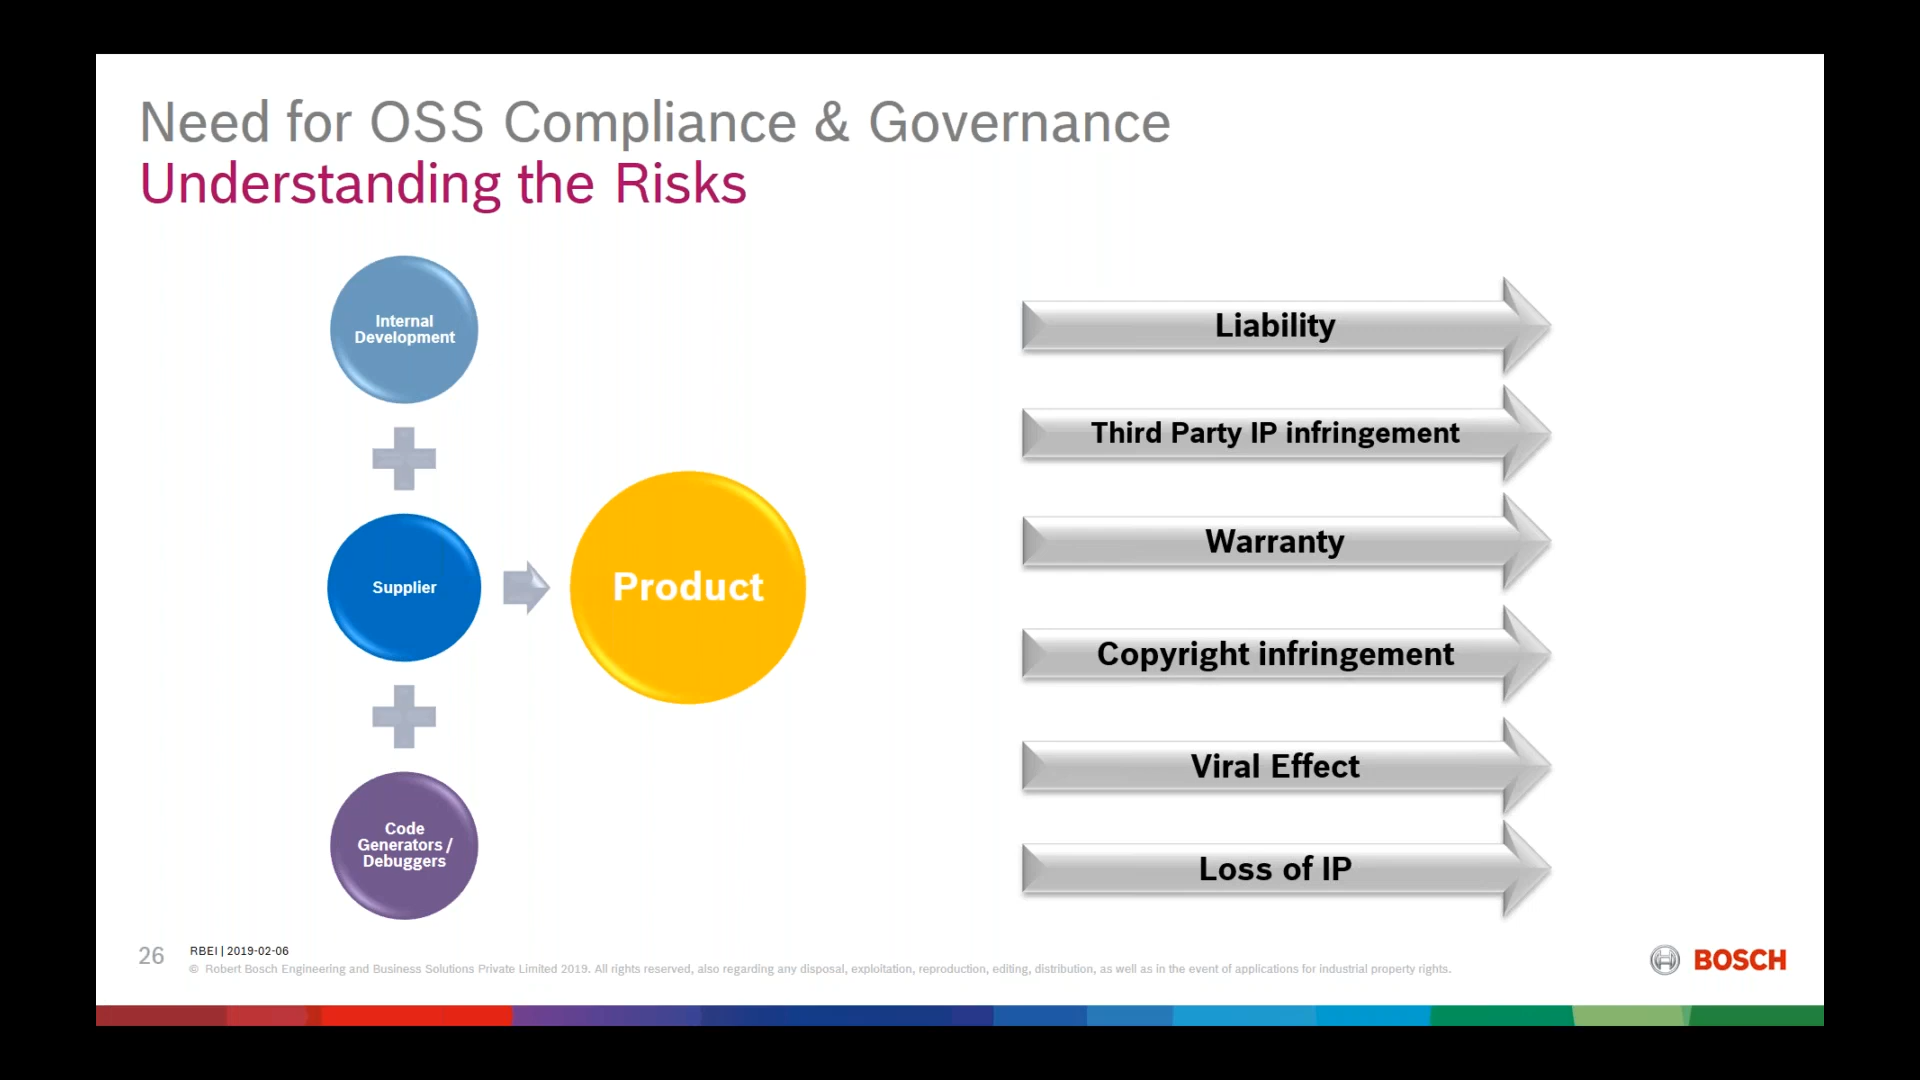 Need for OSS Compliance & Governance
Understanding the Risks
Internal
Development
Supplier
Code
Generators /
Debuggers
Product
Liability
Third Party IP infringement
Warranty
Copyright infringement
Viral Effect
Loss of IP
26
RBEI | 2019-02-06
© Robert Bosch Engineering and Business Solutions Private Limited 2019. All rights reserved, also regarding any disposal, exploitation, reproduction, editing, distribution, as well as in the event of applications for industrial property rights.
BOSCH